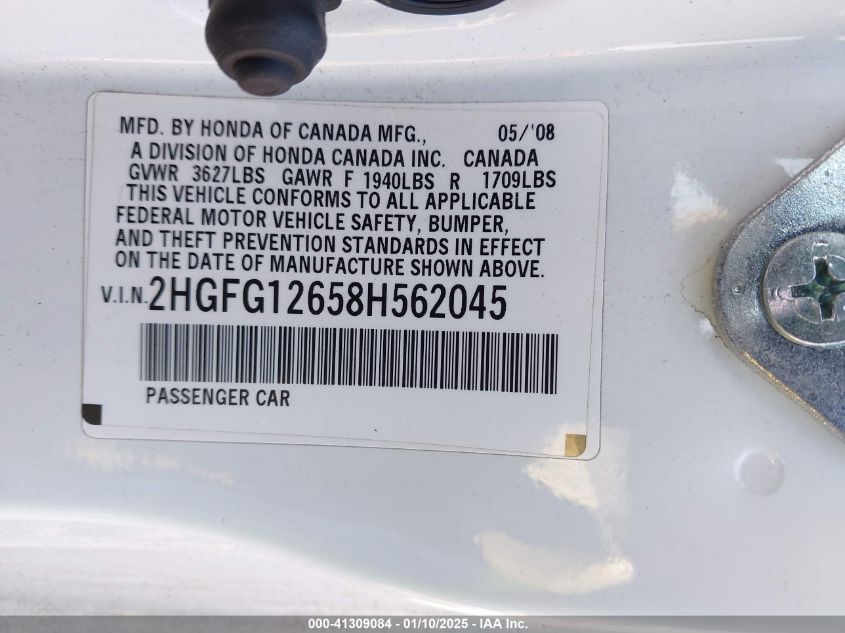 MFD. BY HONDA OF CANADA MFG., 05/'08
A DIVISION OF HONDA CANADA INC. CANADA
GVWR 3627LBS GAWR F 1940LBS R 1709LBS
THIS VEHICLE CONFORMS TO ALL APPLICABLE
FEDERAL MOTOR VEHICLE SAFETY, BUMPER,
AND THEFT PREVENTION STANDARDS IN EFFECT
ON THE DATE OF MANUFACTURE SHOWN ABOVE.
V.I.N. 2HGFG12658H562045
PASSENGER CAR
000-41309084 - 01/10/2025 - IAA Inc.